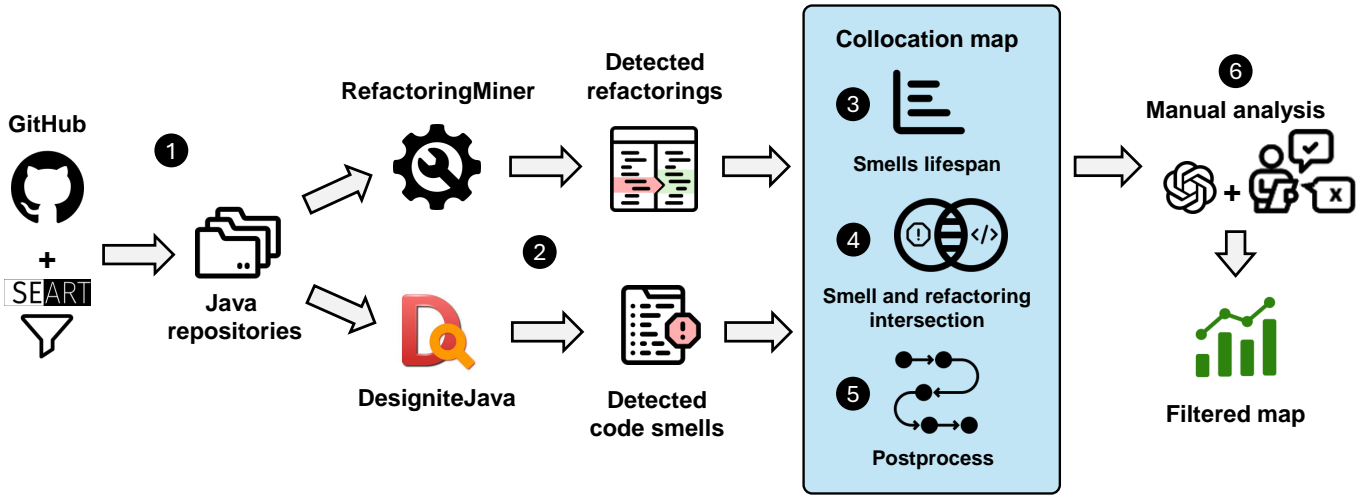 GitHub
+
SEART
1
Java
repositories
RefactoringMiner
DesigniteJava
2
Detected
refactorings
Detected
code smells
Collocation map
3
Smells lifespan
4
</>
Smell and refactoring
intersection
5
Postprocess
6
Manual analysis
+
x
Filtered map